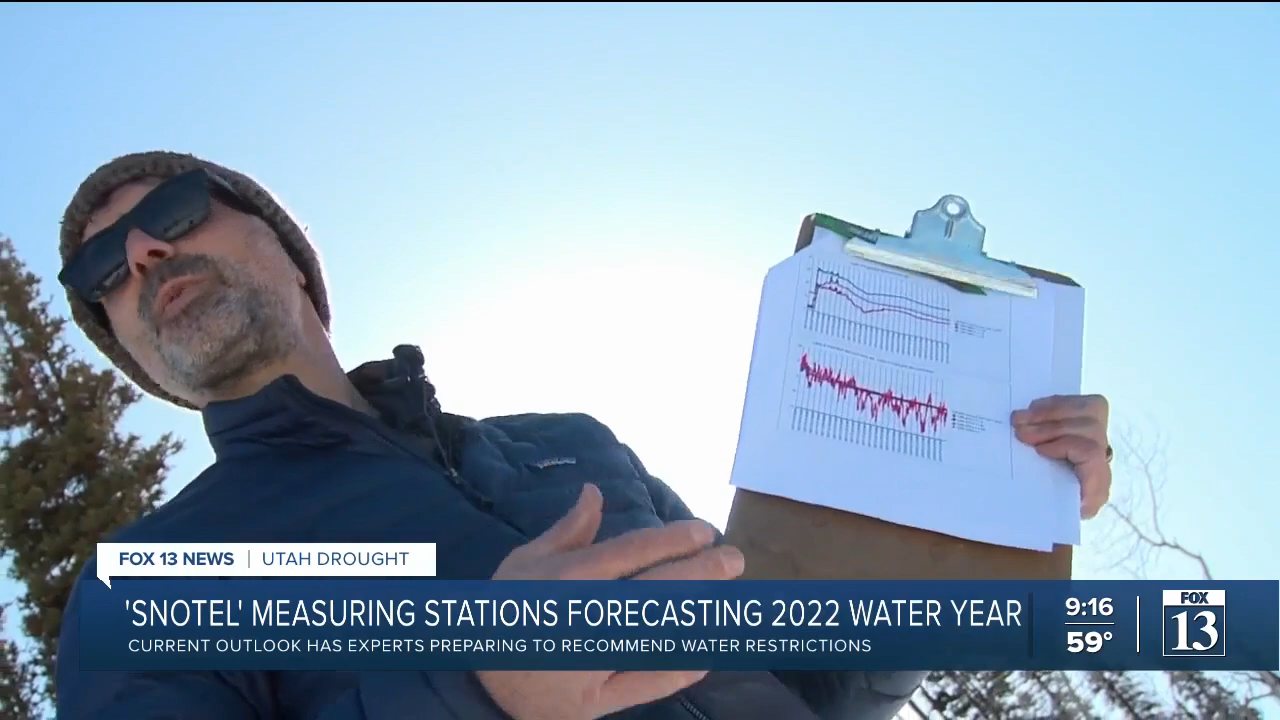 FOX 13 NEWS | UTAH DROUGHT
'SNOTEL' MEASURING STATIONS FORECASTING 2022 WATER YEAR
CURRENT OUTLOOK HAS EXPERTS PREPARING TO RECOMMEND WATER RESTRICTIONS
9:16
59°
FOX
13